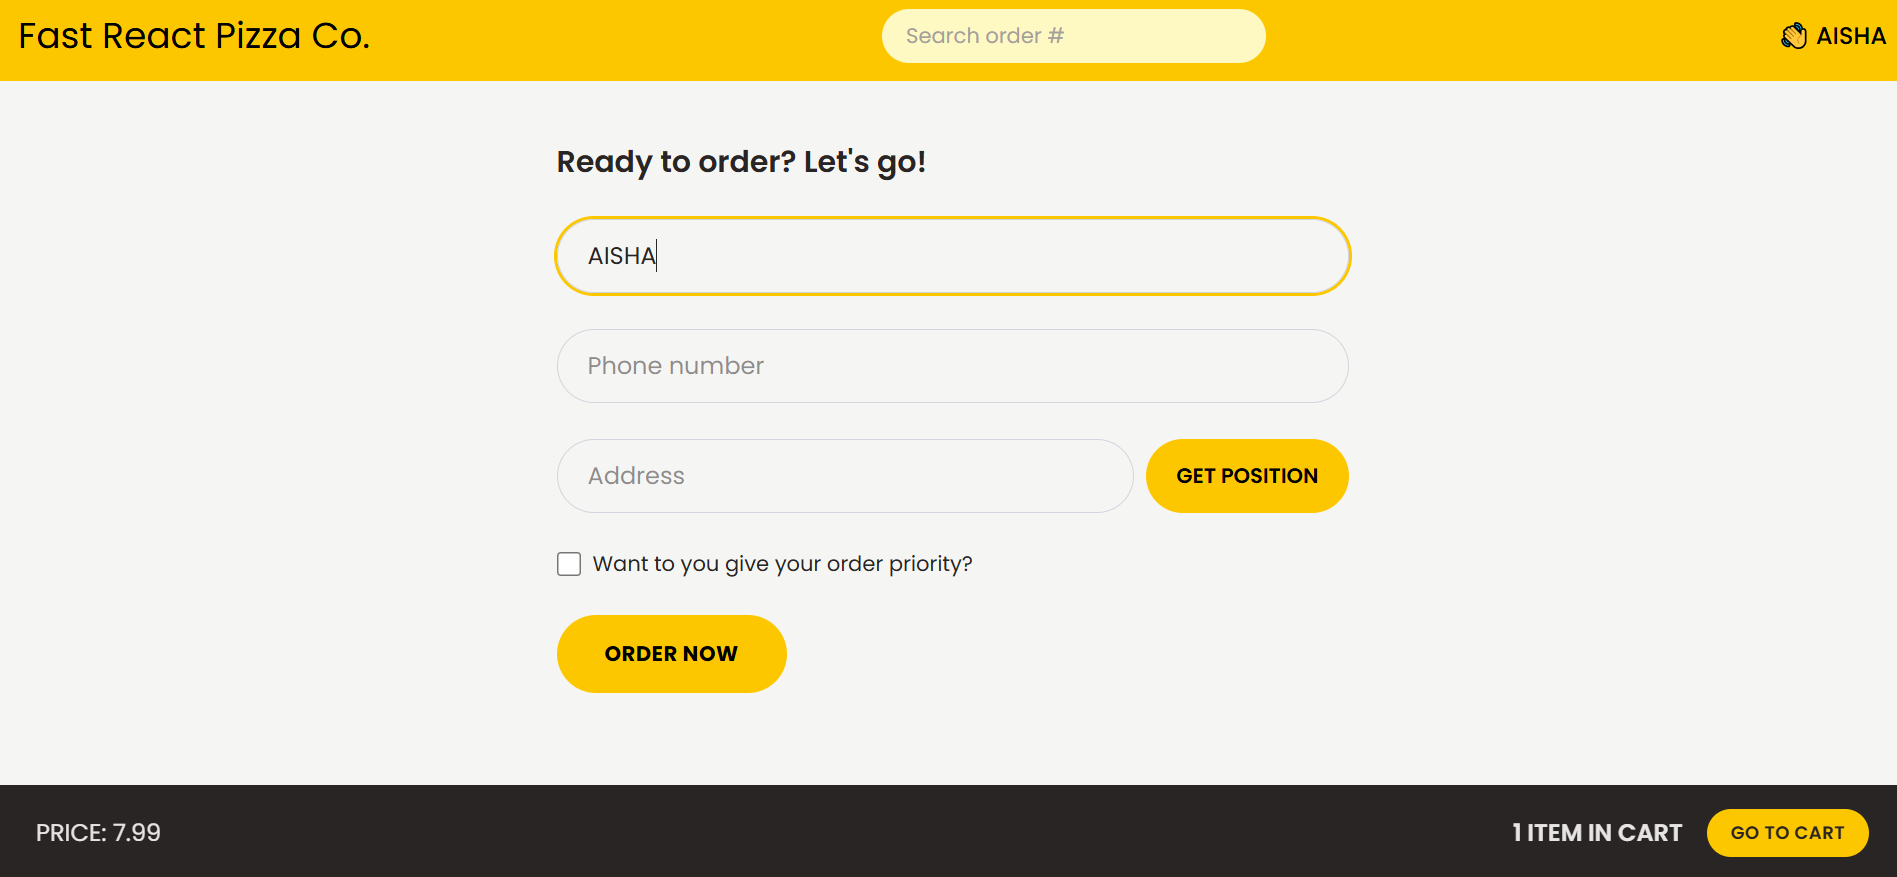 Fast React Pizza Co.
Search order #
👋 AISHA
Ready to order? Let's go!
AISHA
Phone number
Address
GET POSITION
Want to you give your order priority?
ORDER NOW
PRICE: 7.99
1 ITEM IN CART
GO TO CART